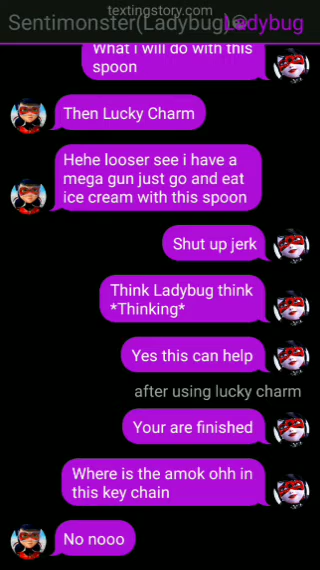 textingstory.com
Sentimonster(Ladybug)@
Ladybug
What i will do with this
spoon
Then Lucky Charm
Hehe looser see i have a
mega gun just go and eat
ice cream with this spoon
Shut up jerk
Think Ladybug think
*Thinking*
Yes this can help
after using lucky charm
Your are finished
Where is the amok ohh in
this key chain
No nooo